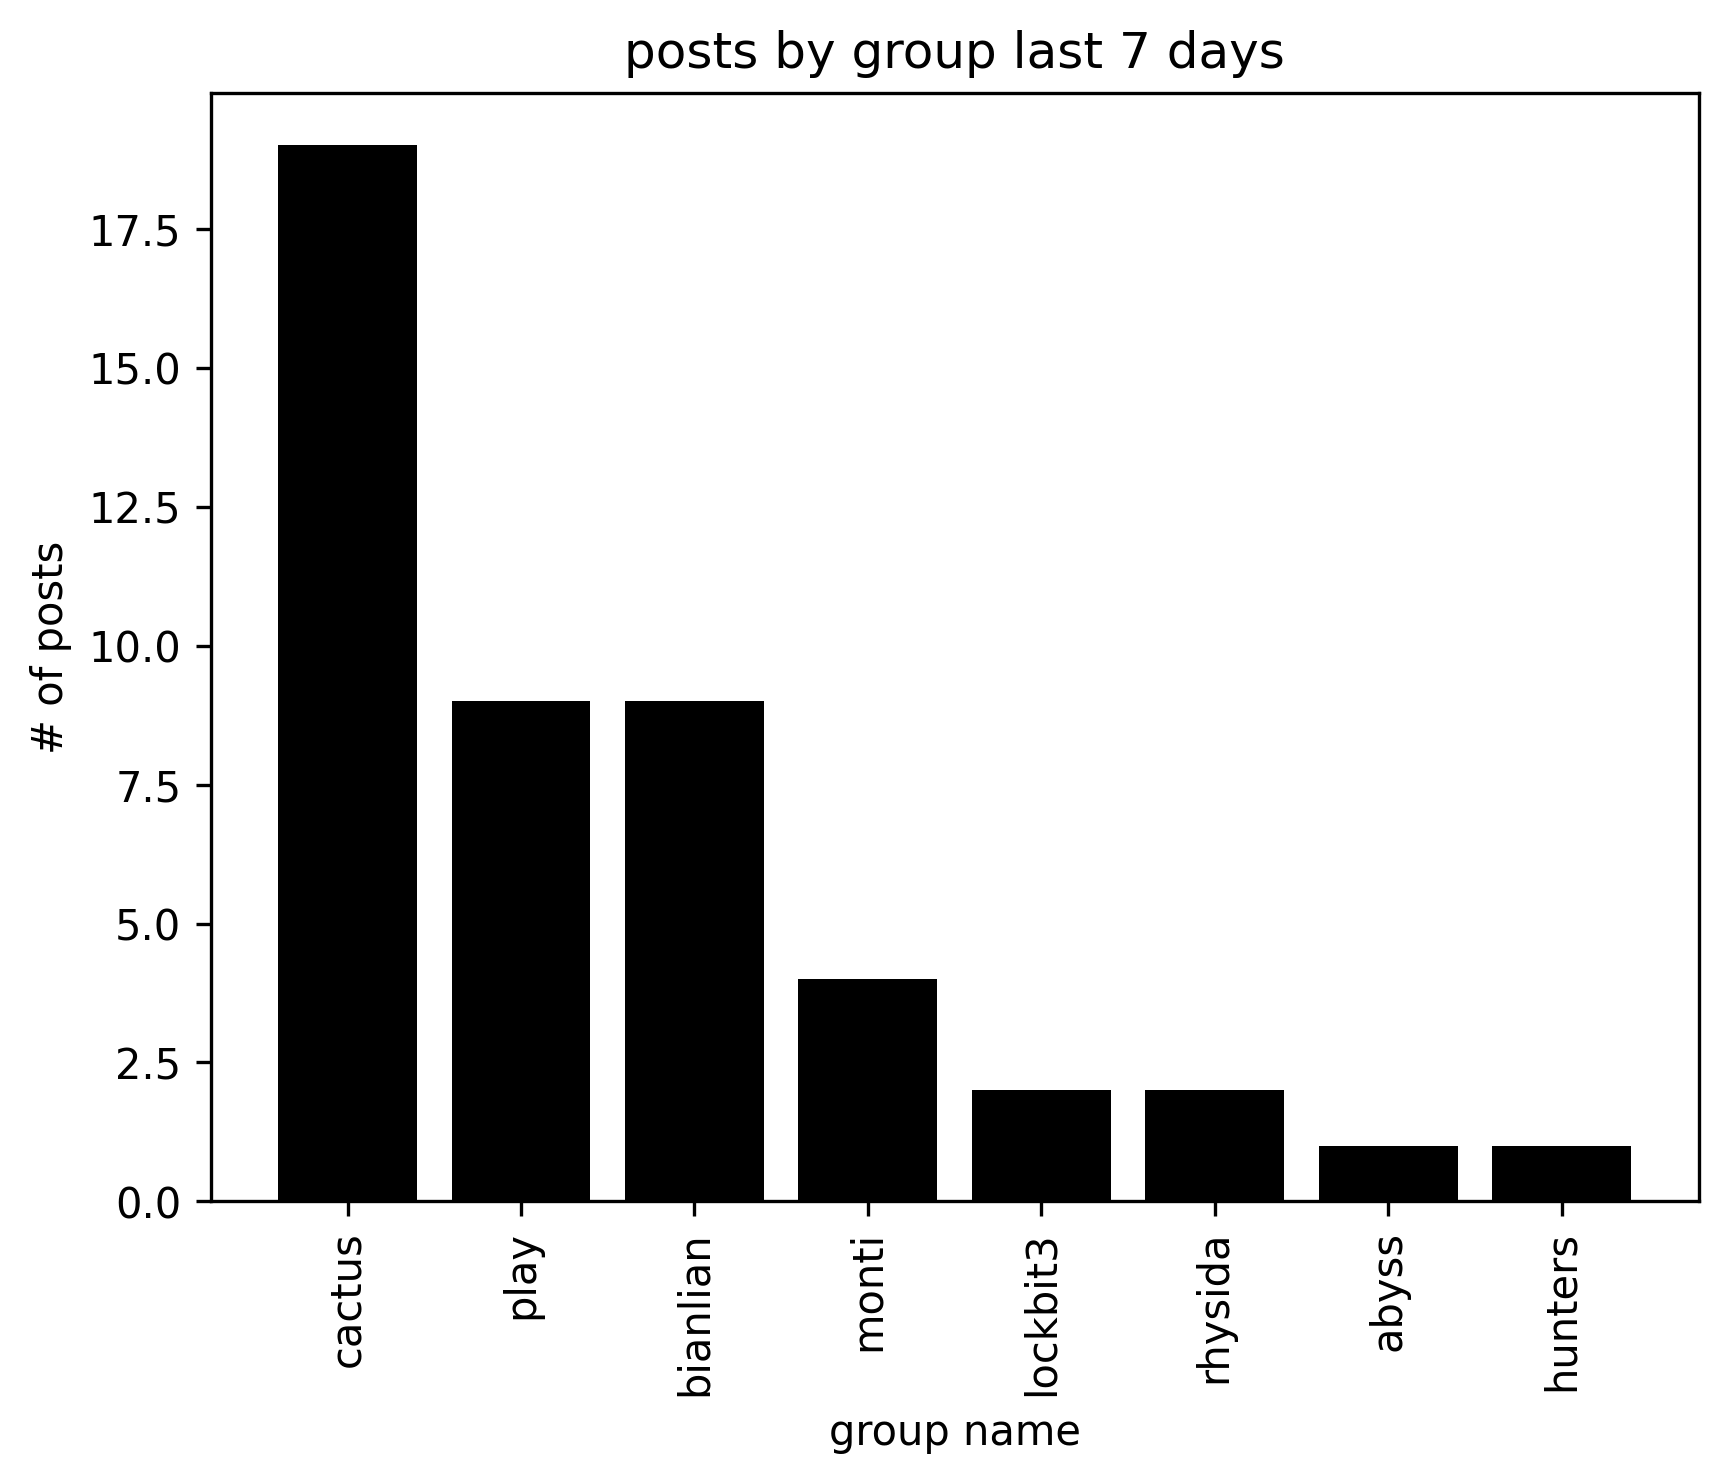 posts by group last 7 days
# of posts
17.5
15.0
12.5
10.0
7.5
5.0
2.5
0.0
cactus
play
bianlian
monti
lockbit3
rhysida
abyss
hunters
group name